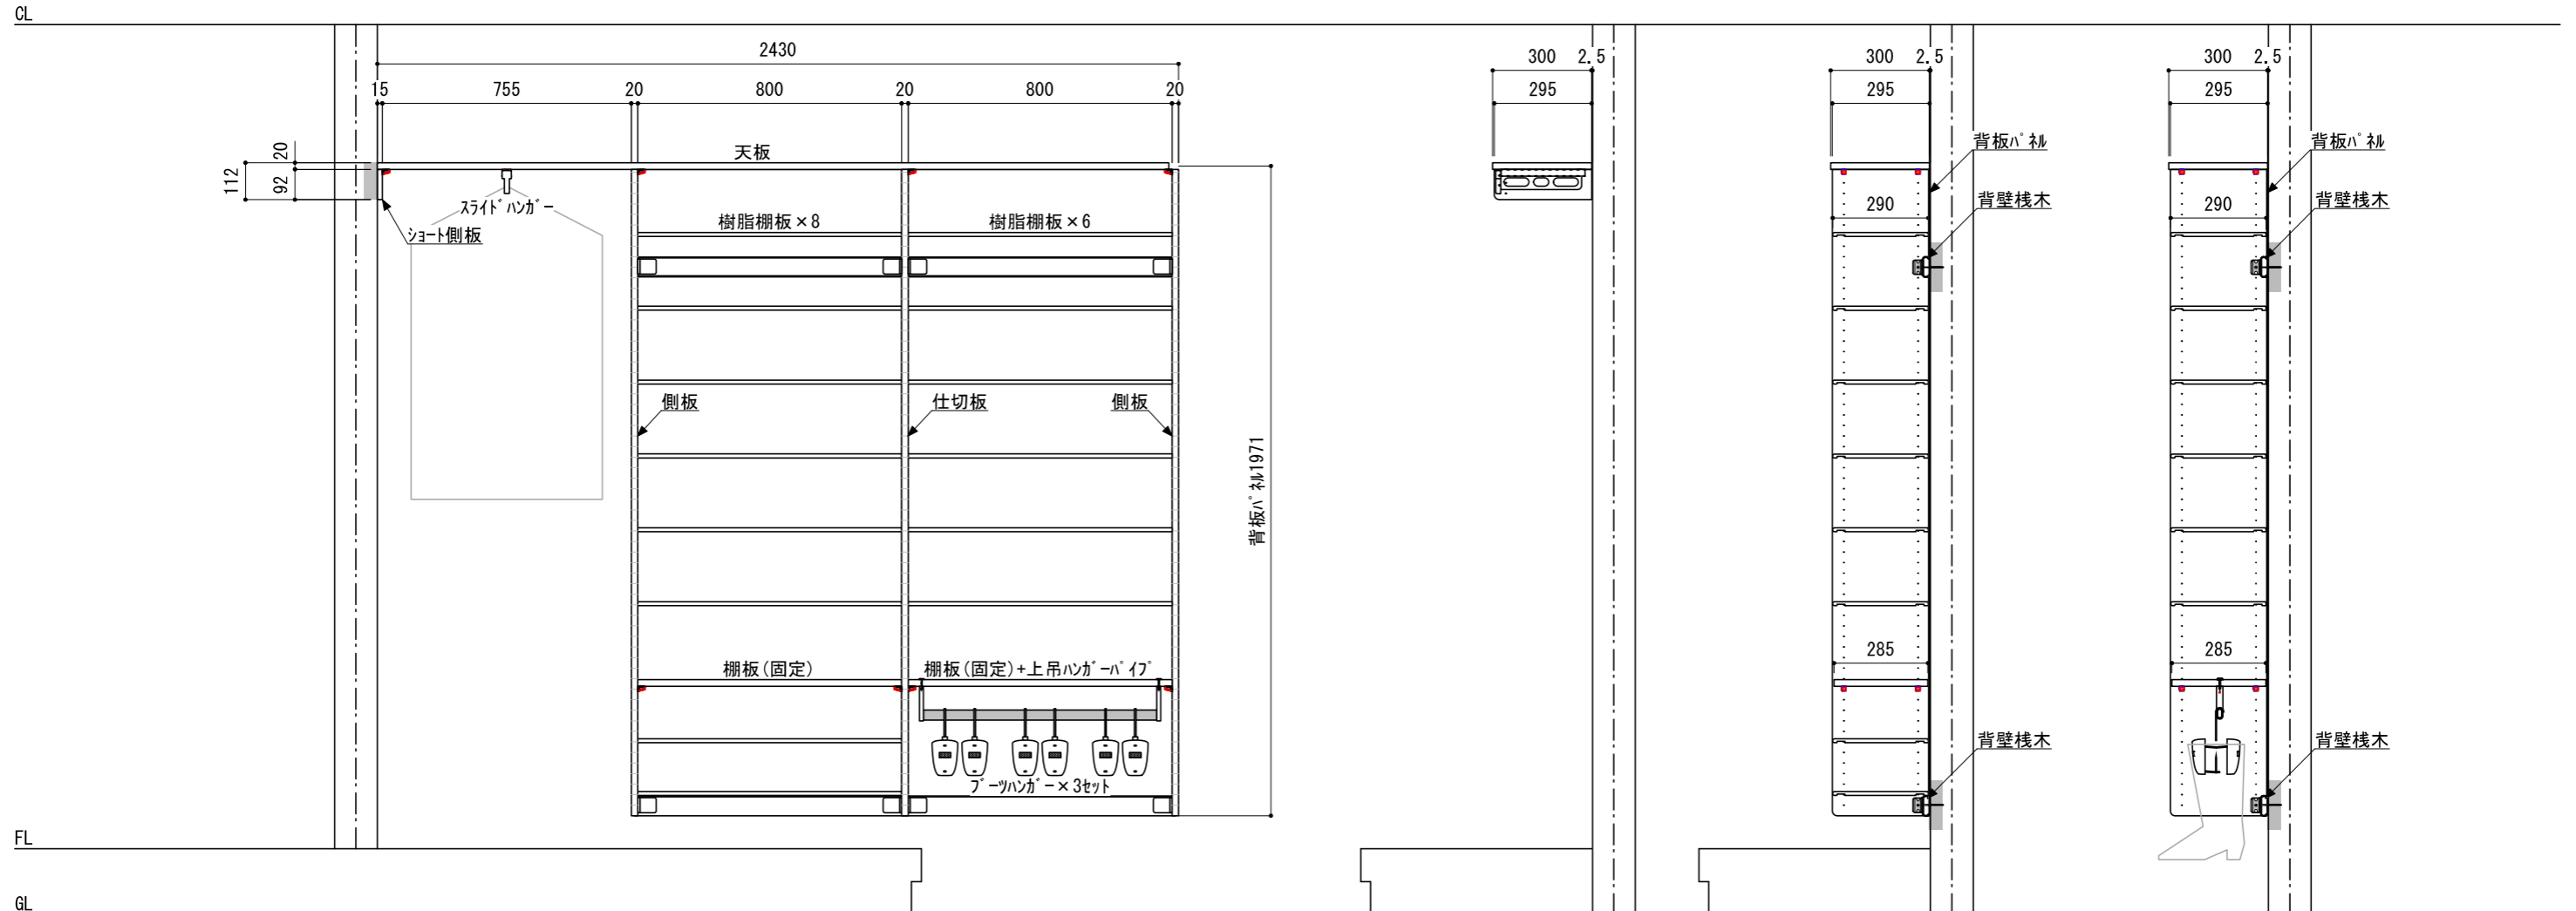 CL
2430
15 755 20 800 20 800 20
300 2.5
295
300 2.5
295
300 2.5
295
112
20
92
天板
スライドハンガー
ショート側板
樹脂棚板×8
樹脂棚板×6
側板
仕切板
側板
棚板(固定)
棚板(固定)+上吊ハンガーパイプ
ブーツハンガー×3セット
背板パネル1971
背板パネル
背壁桟木
290
285
背壁桟木
背板パネル
背壁桟木
290
285
背壁桟木
FL
GL